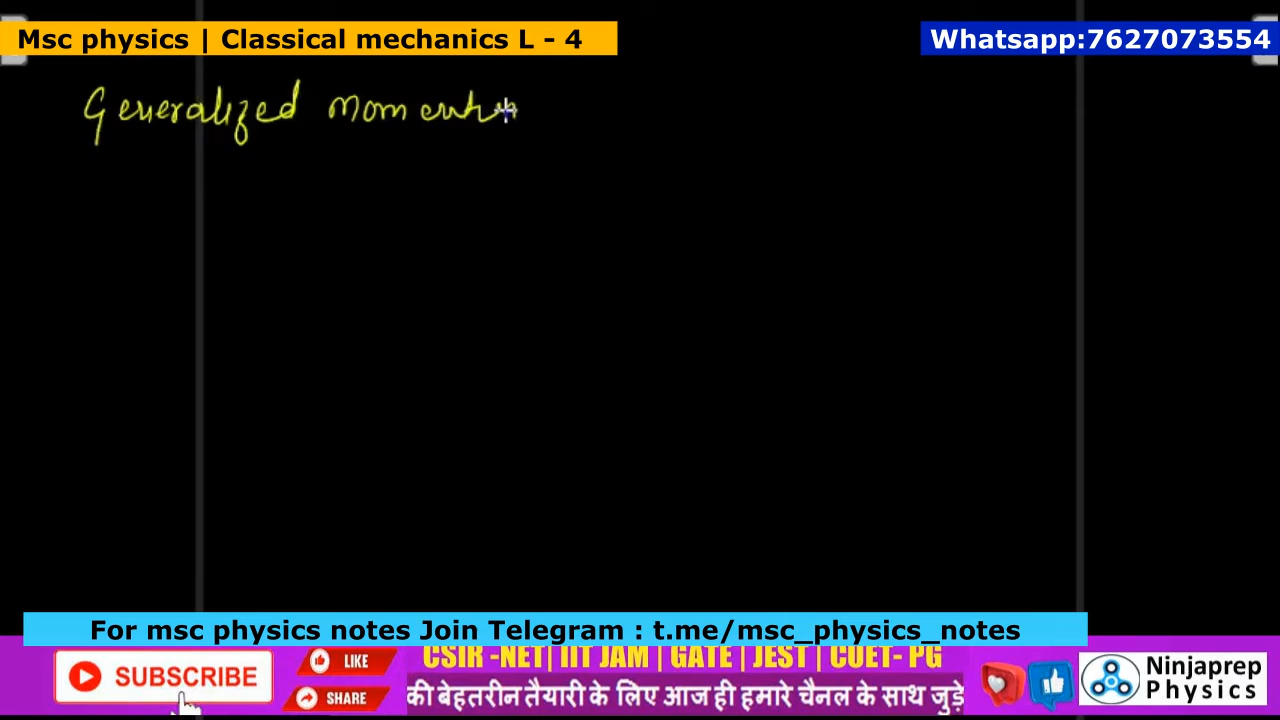 Msc physics | Classical mechanics L - 4
Whatsapp:7627073554
Generalized Momentum
For msc physics notes Join Telegram : t.me/msc_physics_notes
SUBSCRIBE
LIKE
SHARE
CSIR -NET| IIT JAM | GATE | JEST | CUET- PG
की बेहतरीन तैयारी के लिए आज ही हमारे चैनल के साथ जुड़े
Ninjaprep
Physics